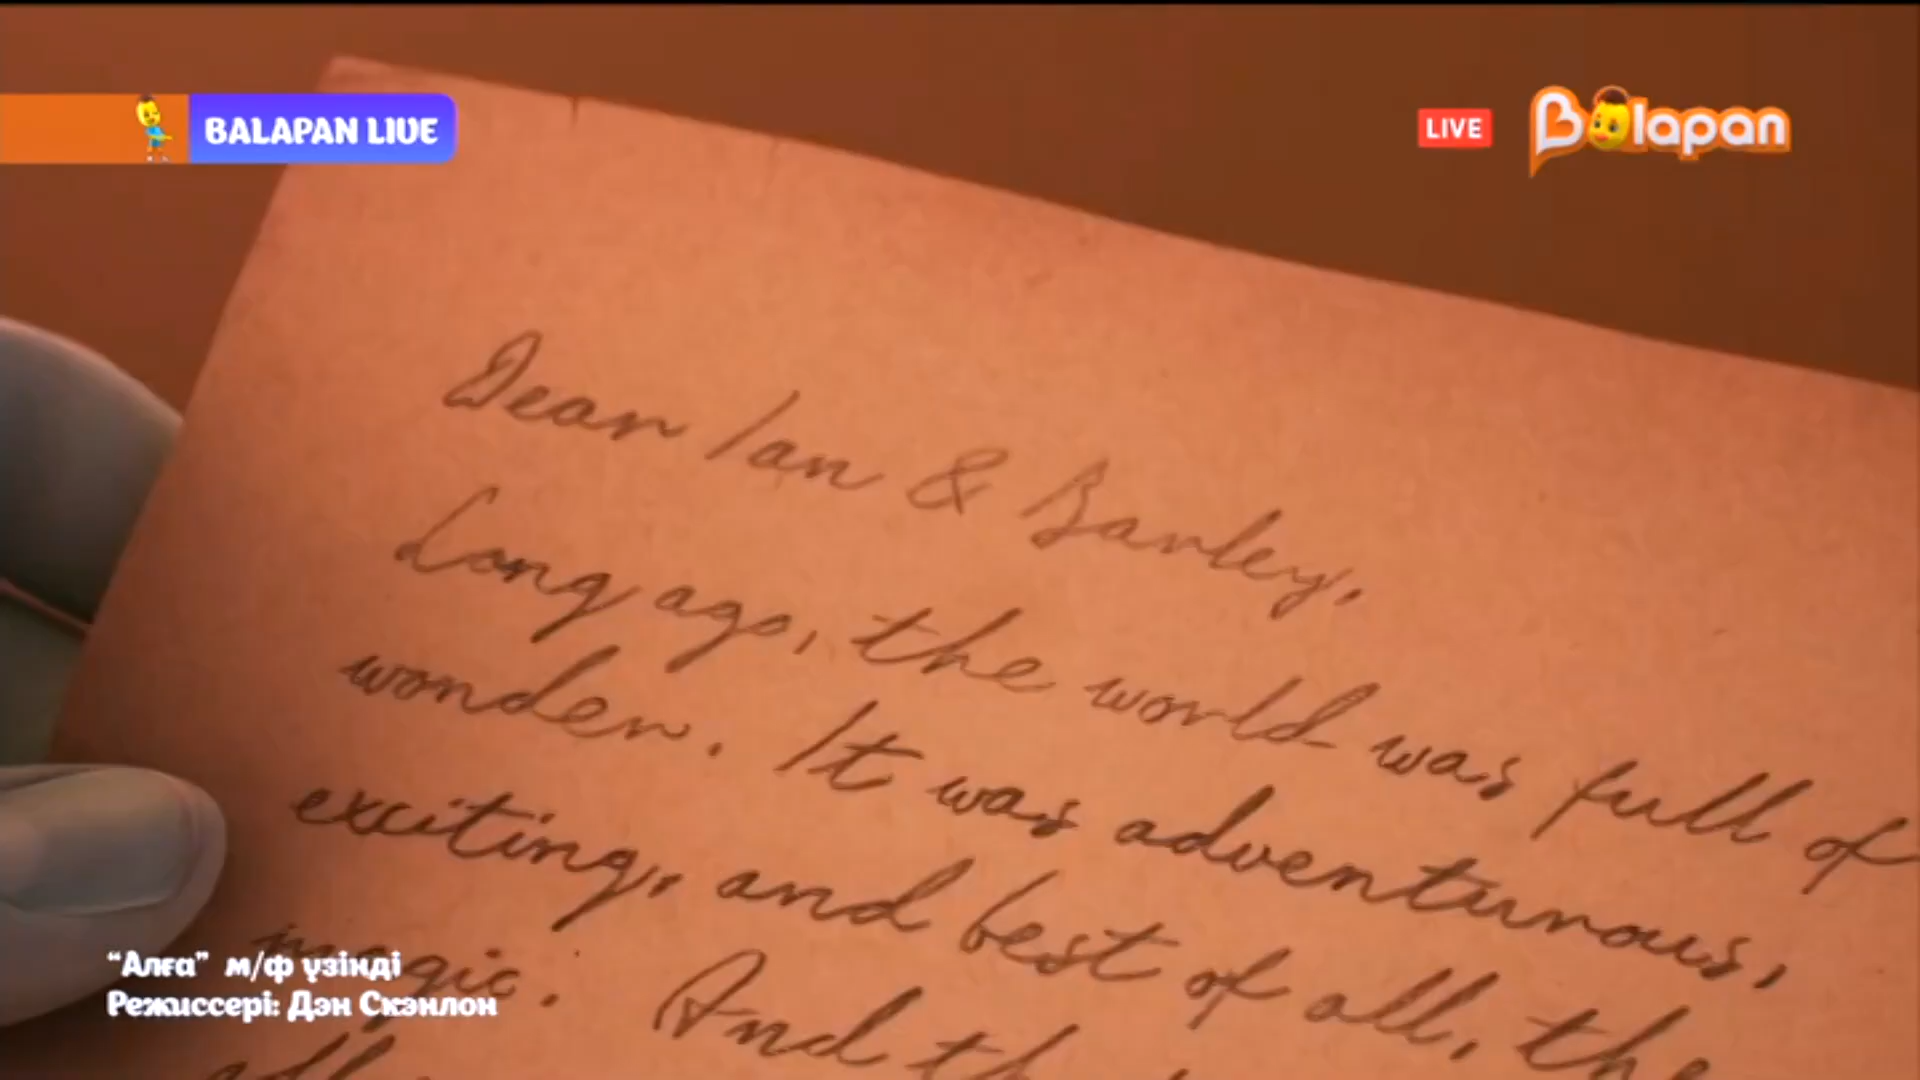 BALAPAN LIVE
LIVE
Balapan
Dear Ian & Barley,
Long ago, the world was full of
wonder. It was adventurous,
exciting, and best of all, the
magic. And
“Алға” м/ф үзінді
Режиссері: Дэн Скэнлон